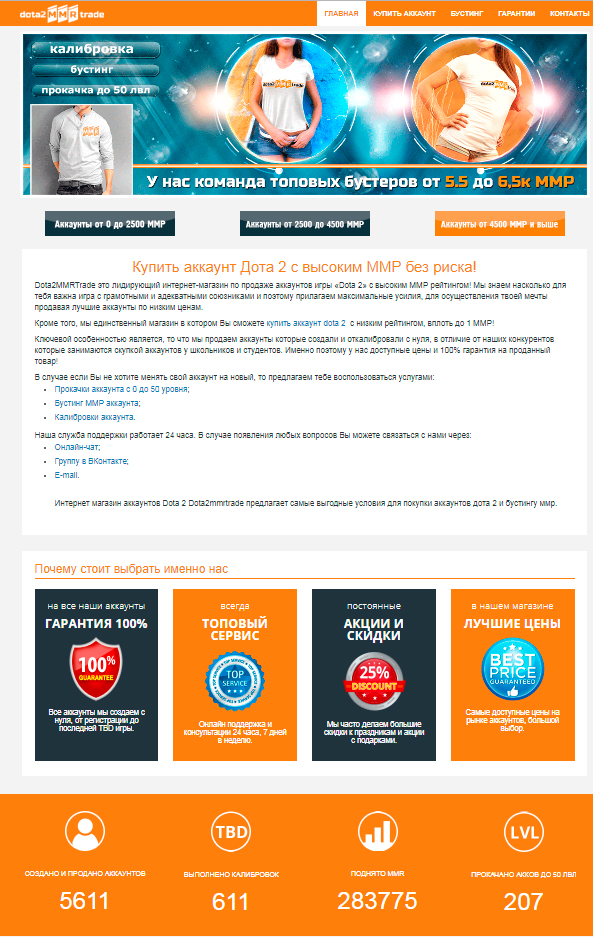 dota2 MMR trade
ГЛАВНАЯ КУПИТЬ АККАУНТ БУСТИНГ ГАРАНТИИ КОНТАКТЫ
калибровка
бустинг
прокачка до 50 лвл
У нас команда топовых бустеров от 5.5 до 6,5к ММР
Аккаунты от 0 до 2500 ММР
Аккаунты от 2500 до 4500 ММР
Аккаунты от 4500 ММР и выше
Купить аккаунт Дота 2 с высоким ММР без риска!
Dota2MMRTrade это лидирующий интернет-магазин по продаже аккаунтов игры «Dota 2» с высоким ММР рейтингом! Мы знаем насколько для
тебя важна игра с грамотными и адекватными союзниками и поэтому прилагаем максимальные усилия, для осуществления твоей мечты
продавая лучшие аккаунты по низким ценам.
Кроме того, мы единственный магазин в котором Вы сможете купить аккаунт dota 2 с низким рейтингом, вплоть до 1 ММР!
Ключевой особенностью является, то что мы продаем аккаунты которые создали и откалибровали с нуля, в отличие от наших конкурентов
которые занимаются скупкой аккаунтов у школьников и студентов. Именно поэтому у нас доступные цены и 100% гарантия на проданный
товар!
В случае если Вы не хотите менять свой аккаунт на новый, то предлагаем тебе воспользоваться услугами:
Прокачки аккаунта с 0 до 50 уровня;
Бустинг ММР аккаунта;
Калибровки аккаунта.
Наша служба поддержки работает 24 часа. В случае появления любых вопросов Вы можете связаться с нами через:
Онлайн-чат;
Группу в ВКонтакте;
E-mail.
Интернет магазин аккаунтов Dota 2 Dota2mmrtrade предлагает самые выгодные условия для покупки аккаунтов дота 2 и бустингу ммр.
Почему стоит выбрать именно нас
на все наши аккаунты
ГАРАНТИЯ 100%
100%
GUARANTEE
Все аккаунты мы создаем с
нуля, от регистрации до
последней TBD игры.
всегда
ТОПОВЫЙ
СЕРВИС
TOP
SERVICE
Онлайн поддержка и
консультации 24 часа, 7 дней
в неделю.
постоянные
АКЦИИ И
СКИДКИ
25%
DISCOUNT
Мы часто делаем большие
скидки к праздникам и акции
с подарками.
в нашем магазине
ЛУЧШИЕ ЦЕНЫ
BEST
PRICE
GUARANTEED
Самые доступные цены на
рынке аккаунтов, большой
выбор.
TBD
LVL
СОЗДАНО И ПРОДАНО АККАУНТОВ
ВЫПОЛНЕНО КАЛИБРОВОК
ПОДНЯТО MMR
ПРОКАЧАНО АККОВ ДО 50 ЛВЛ
5611
611
283775
207